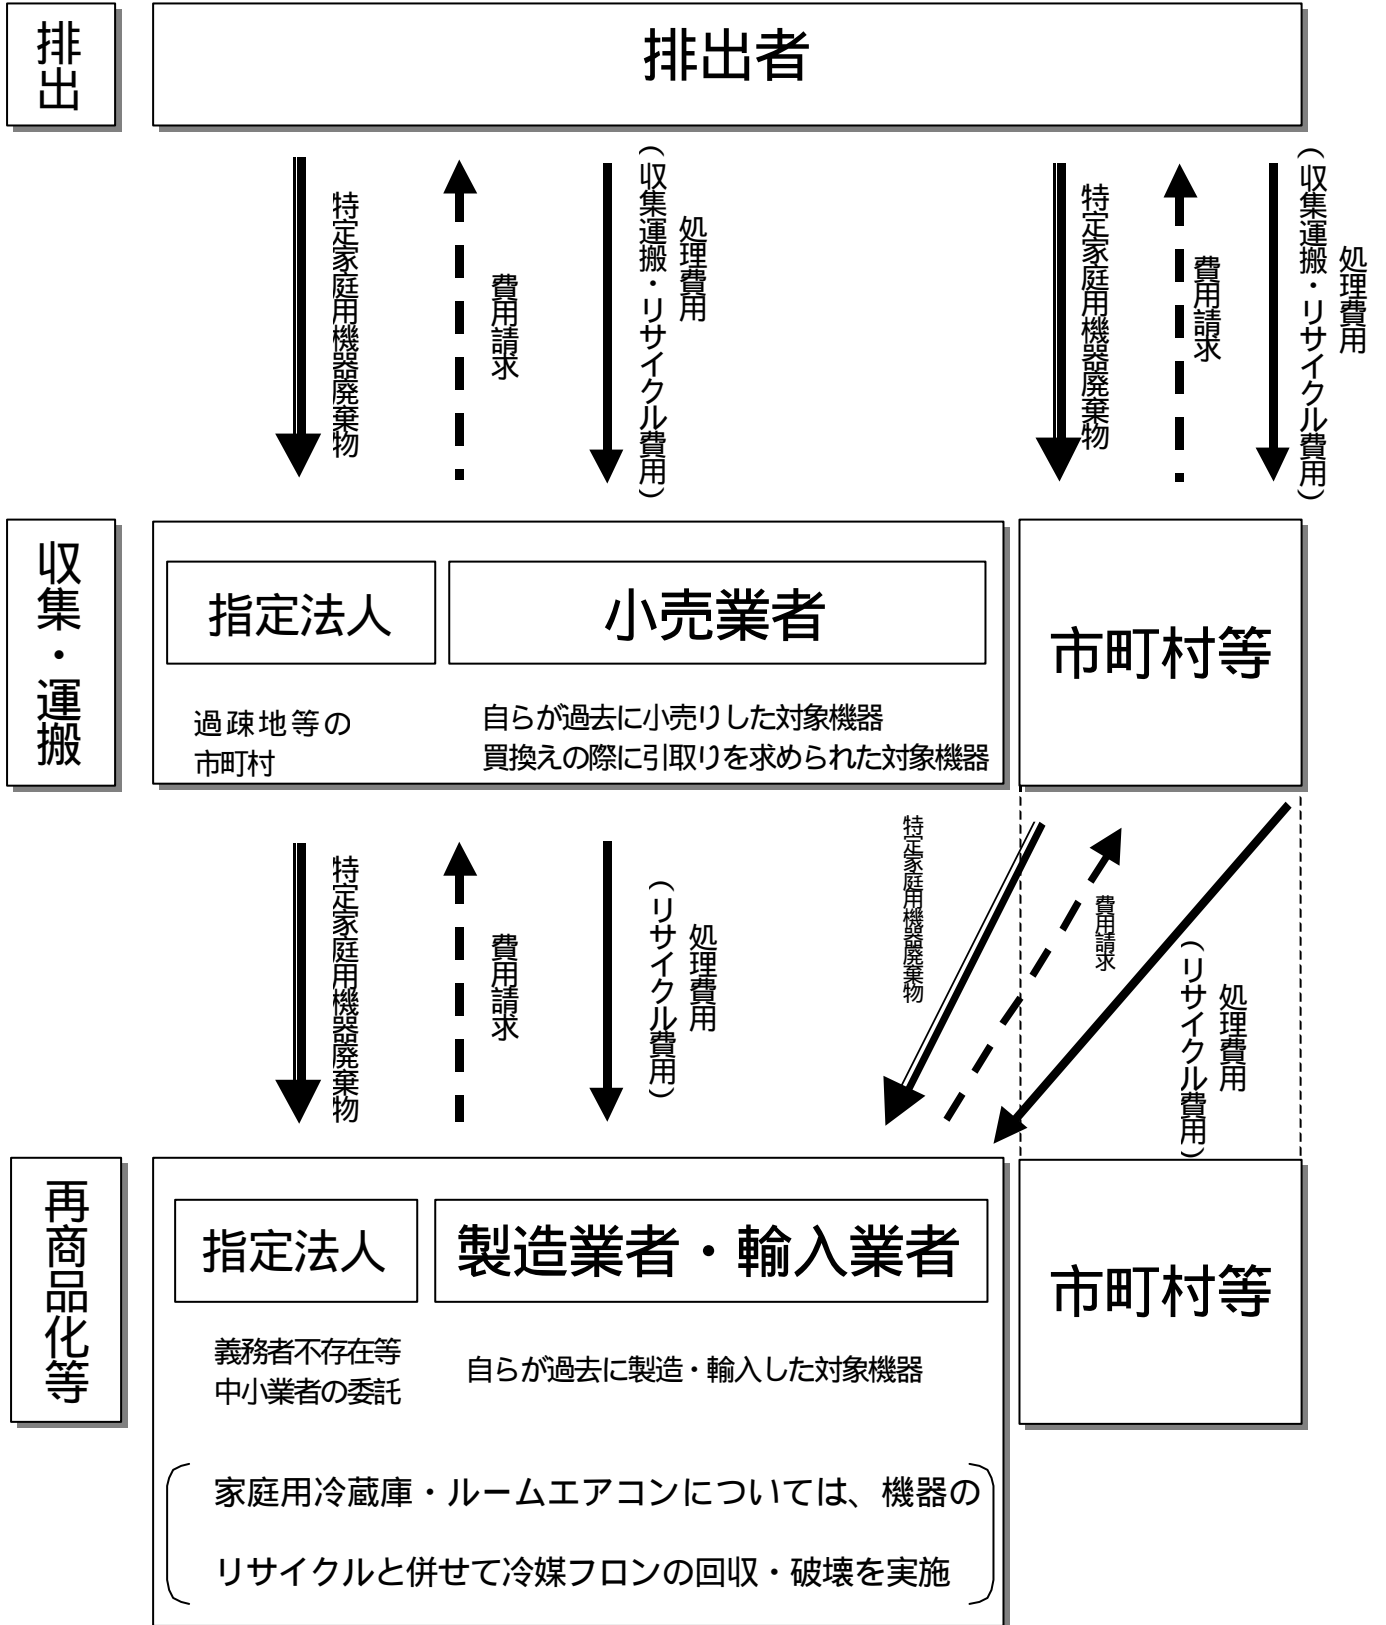 排出
排出者
特定家庭用機器廃棄物
費用請求
処理費用
（収集運搬・リサイクル費用）
特定家庭用機器廃棄物
費用請求
処理費用
（収集運搬・リサイクル費用）
収集・運搬
指定法人
小売業者
市町村等
過疎地等の
市町村
自らが過去に小売りした対象機器
買換えの際に引取りを求められた対象機器
特定家庭用機器廃棄物
費用請求
処理費用
（リサイクル費用）
特定家庭用機器廃棄物
費用請求
処理費用
（リサイクル費用）
再商品化等
指定法人
製造業者・輸入業者
市町村等
義務者不存在等
中小業者の委託
自らが過去に製造・輸入した対象機器
家庭用冷蔵庫・ルームエアコンについては、機器の
リサイクルと併せて冷媒フロンの回収・破壊を実施